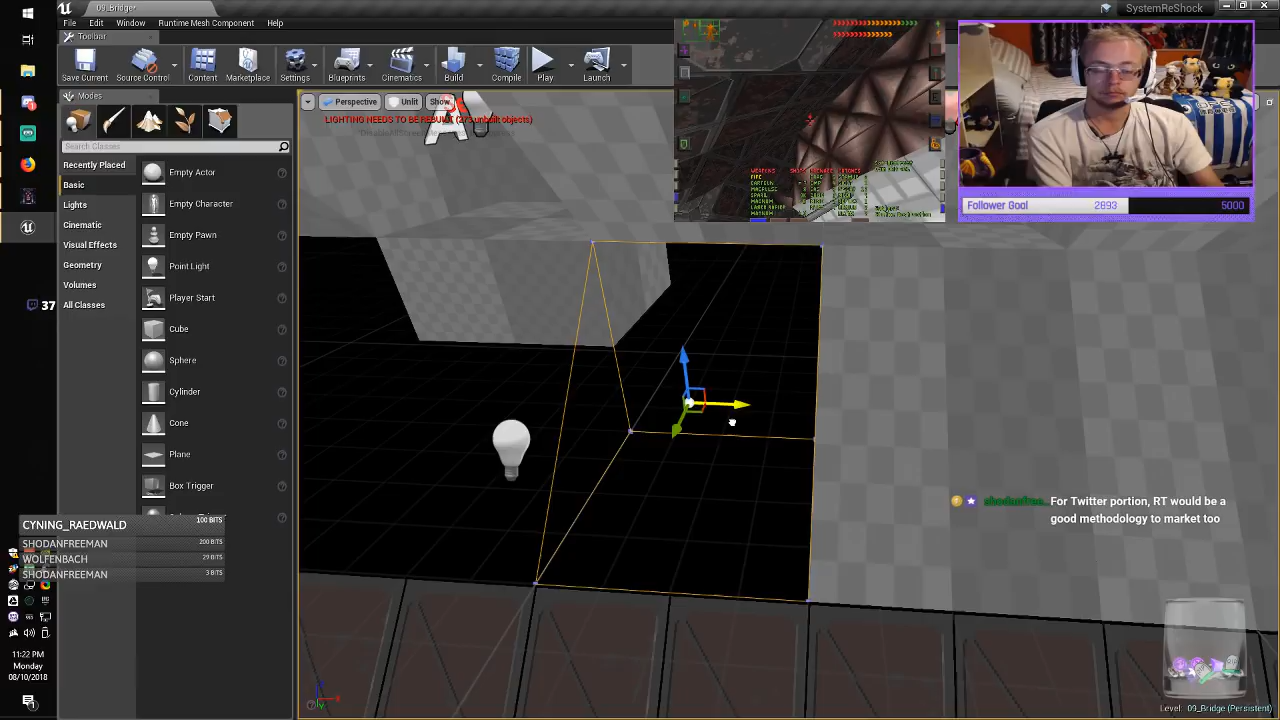 09_Bridge*
SystemReShock
File Edit Window Runtime Mesh Component Help
Toolbar
Save Current Source Control Content Marketplace Settings Blueprints Cinematics Build Compile Play Launch
Modes
Perspective Unlit Show
LIGHTING NEEDS TO BE REBUILT
Search Classes
Recently Placed
Basic
Lights
Cinematic
Visual Effects
Geometry
Volumes
All Classes
Empty Actor
Empty Character
Empty Pawn
Point Light
Player Start
Cube
Sphere
Cylinder
Cone
Plane
Box Trigger
37
Follower Goal 2893 5000
CYNING_RAEDWALD 100 BITS
SHODANFREEMAN 200 BITS
WOLFENBACH 29 BITS
SHODANFREEMAN 3 BITS
shodanfree... For Twitter portion, RT would be a
good methodology to market too
11:22 PM
Monday
08/10/2018
Level: 09_Bridge (Persistent)